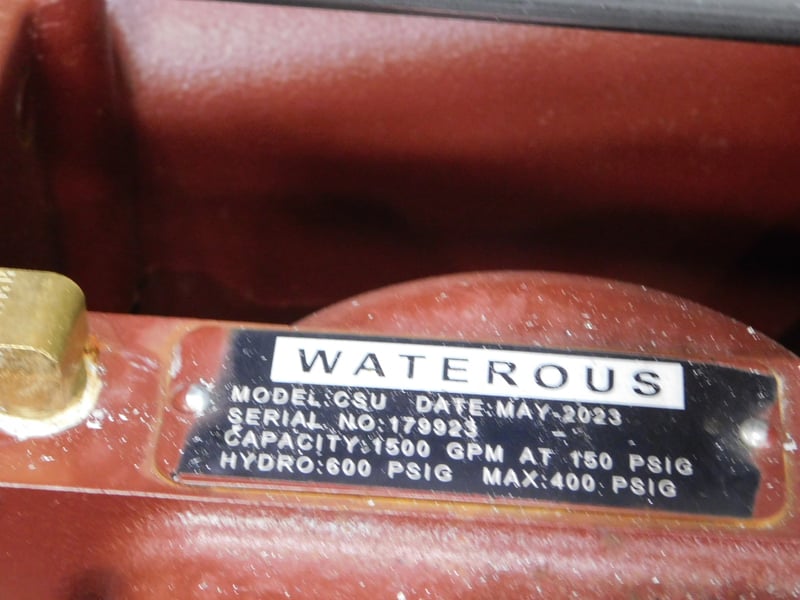 WATEROUS
MODEL:CSU DATE:MAY-2023
SERIAL NO:179923 -
CAPACITY:1500 GPM AT 150 PSIG
HYDRO:600 PSIG MAX:400 PSIG